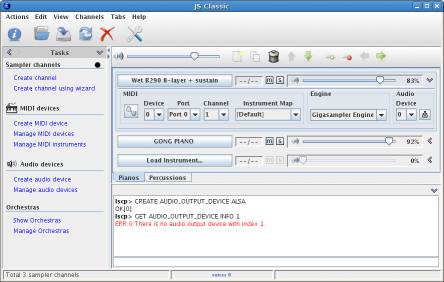 JS Classic
Actions Edit View Channels Tabs Help
Tasks
Sampler channels
Create channel
Create channel using wizard
MIDI devices
Create MIDI device
Manage MIDI devices
Manage MIDI instruments
Audio devices
Create audio device
Manage audio devices
Orchestras
Show Orchestras
Manage Orchestras
Wet B290 8-layer + sustain --/-- m s 83%
MIDI Engine Audio
Device Port Channel Instrument Map Device
0 Port 0 1 [Default] Gigasampler Engine 0
GONG PIANO --/-- m s 92%
Load Instrument... --/-- m s 0%
Pianos Percussions
lscp> CREATE AUDIO_OUTPUT_DEVICE ALSA
OK[0]
lscp> GET AUDIO_OUTPUT_DEVICE INFO 1
ERR:0:There is no audio output device with index 1.
Total 3 sampler channels
voices 0